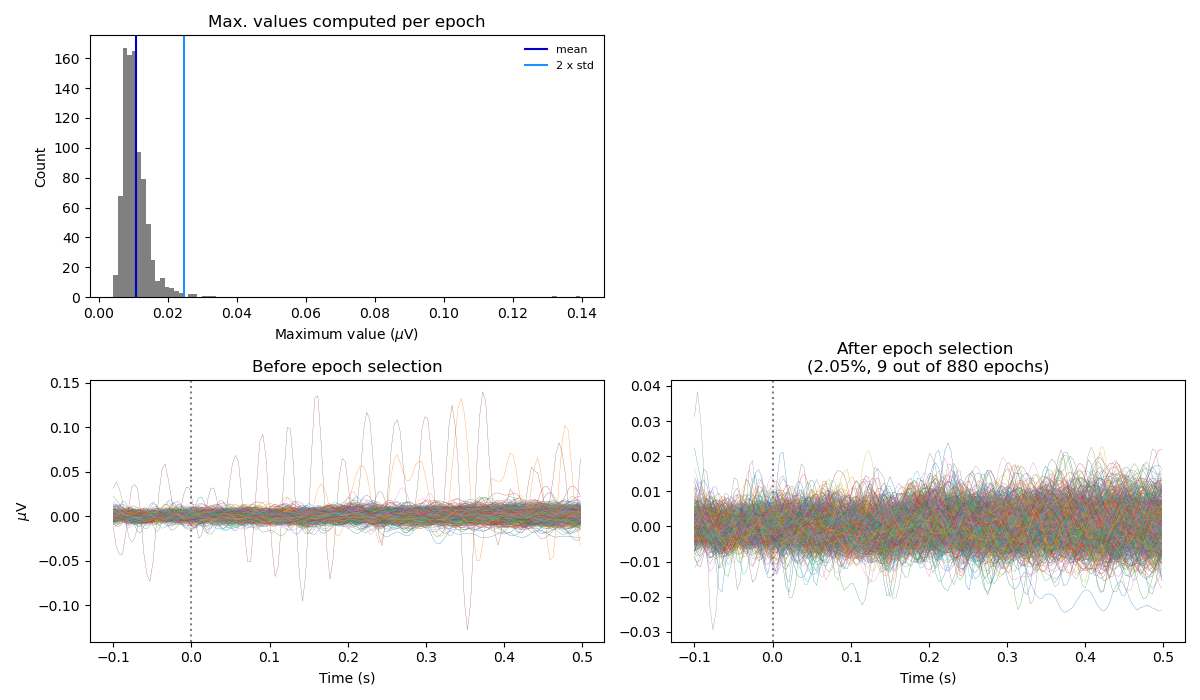 Max. values computed per epoch
mean
2 x std
Count
160
140
120
100
80
60
40
20
0
0.00 0.02 0.04 0.06 0.08 0.10 0.12 0.14
Maximum value (μV)
Before epoch selection
μV
0.15
0.10
0.05
0.00
−0.05
−0.10
−0.1 0.0 0.1 0.2 0.3 0.4 0.5
Time (s)
After epoch selection
(2.05%, 9 out of 880 epochs)
0.04
0.03
0.02
0.01
0.00
−0.01
−0.02
−0.03
−0.1 0.0 0.1 0.2 0.3 0.4 0.5
Time (s)